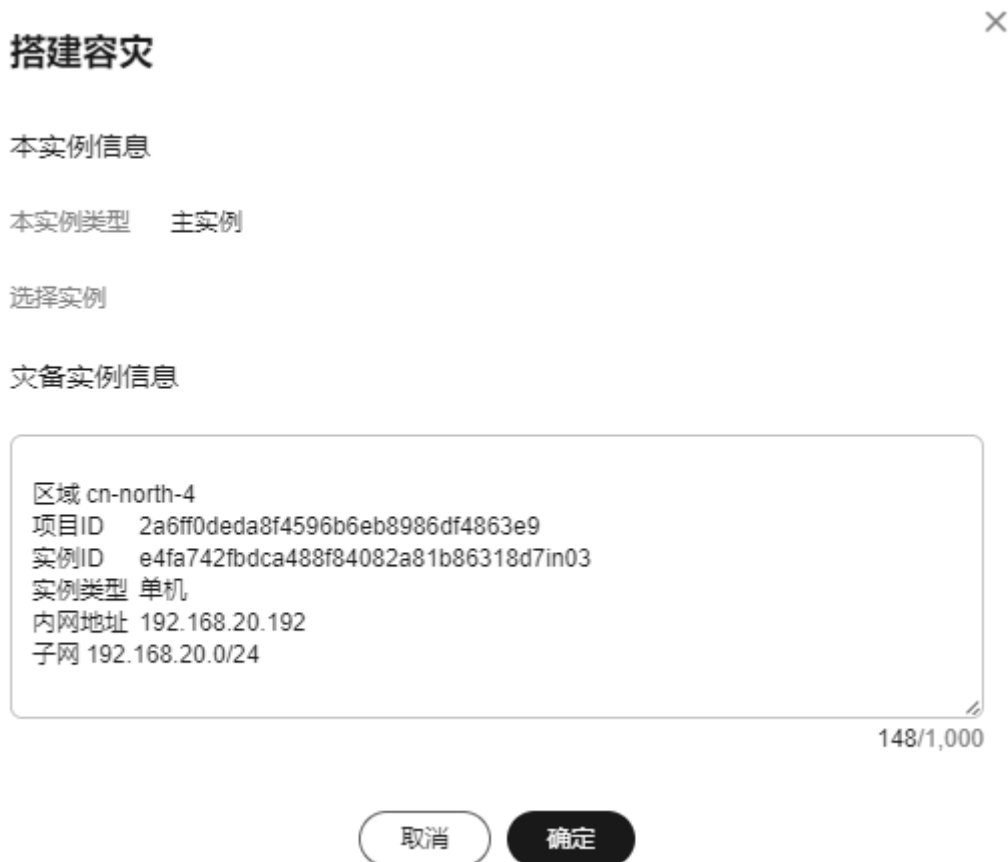 搭建容灾
本实例信息
本实例类型 主实例
选择实例
灾备实例信息
区域 cn-north-4
项目ID 2a6ff0deda8f4596b6eb8986df4863e9
实例ID e4fa742fbdca488f84082a81b86318d7in03
实例类型 单机
内网地址 192.168.20.192
子网 192.168.20.0/24
148/1,000
取消 确定